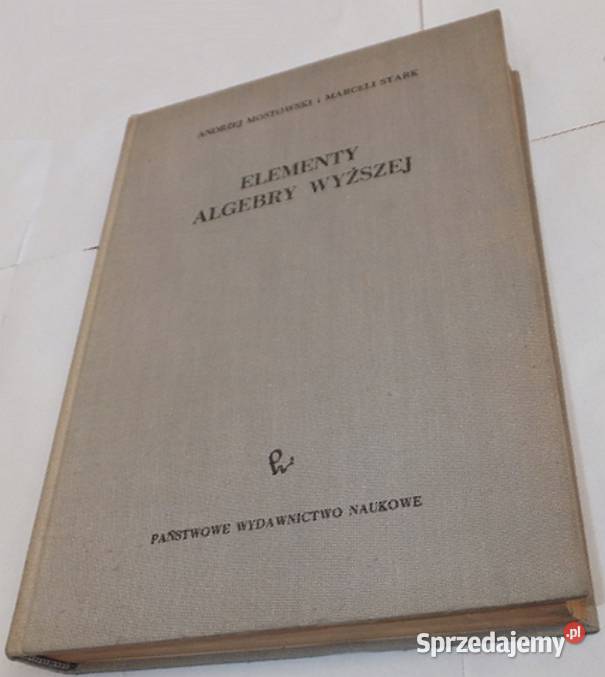 ANDRZEJ MOSTOWSKI i MARCELI STARK
ELEMENTY
ALGEBRY WYŻSZEJ
PAŃSTWOWE WYDAWNICTWO NAUKOWE
Sprzedajemy.pl